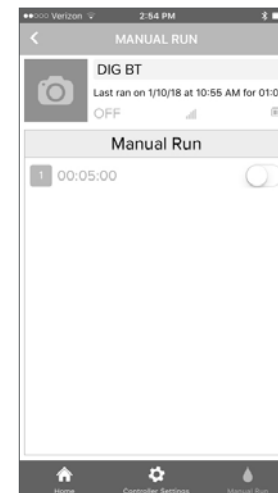 Verizon 2:54 PM
MANUAL RUN
DIG BT
Last ran on 1/10/18 at 10:55 AM for 01:0
OFF
Manual Run
1 00:05:00
Home Controller Settings Manual Run